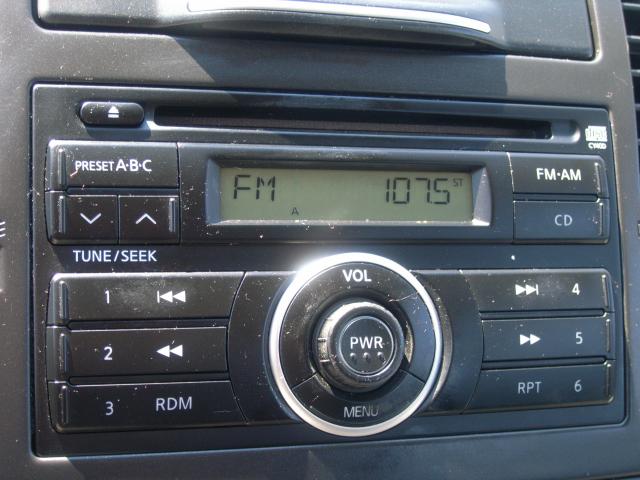 PRESET A·B·C
FM 107.5 ST
A
FM·AM
CD
TUNE/SEEK
VOL
1
4
PWR
2
5
MENU
3 RDM
RPT 6